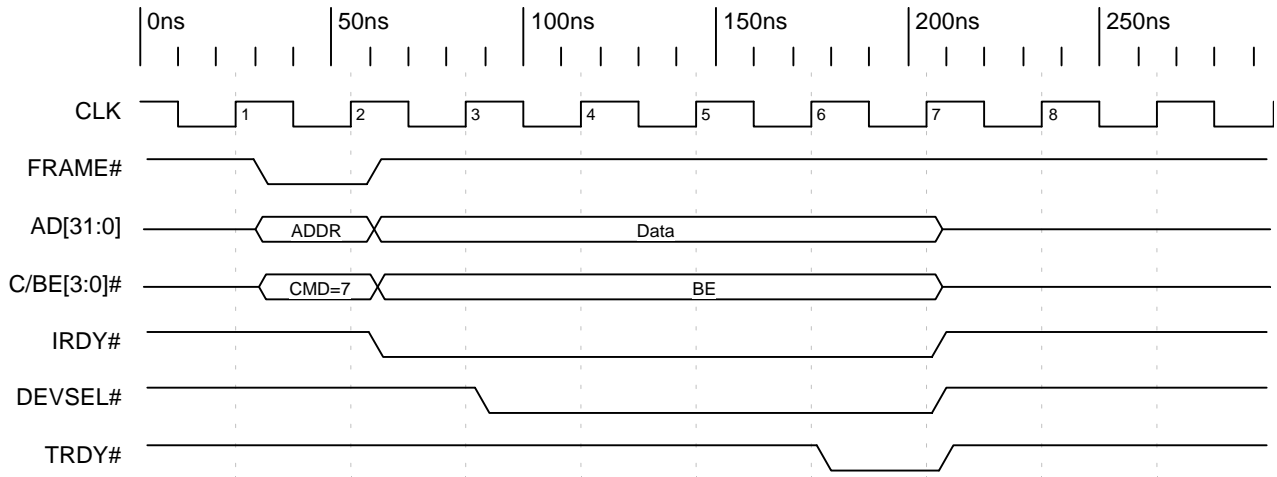 0ns 50ns 100ns 150ns 200ns 250ns
CLK 1 2 3 4 5 6 7 8
FRAME#
AD[31:0] ADDR Data
C/BE[3:0]# CMD=7 BE
IRDY#
DEVSEL#
TRDY#